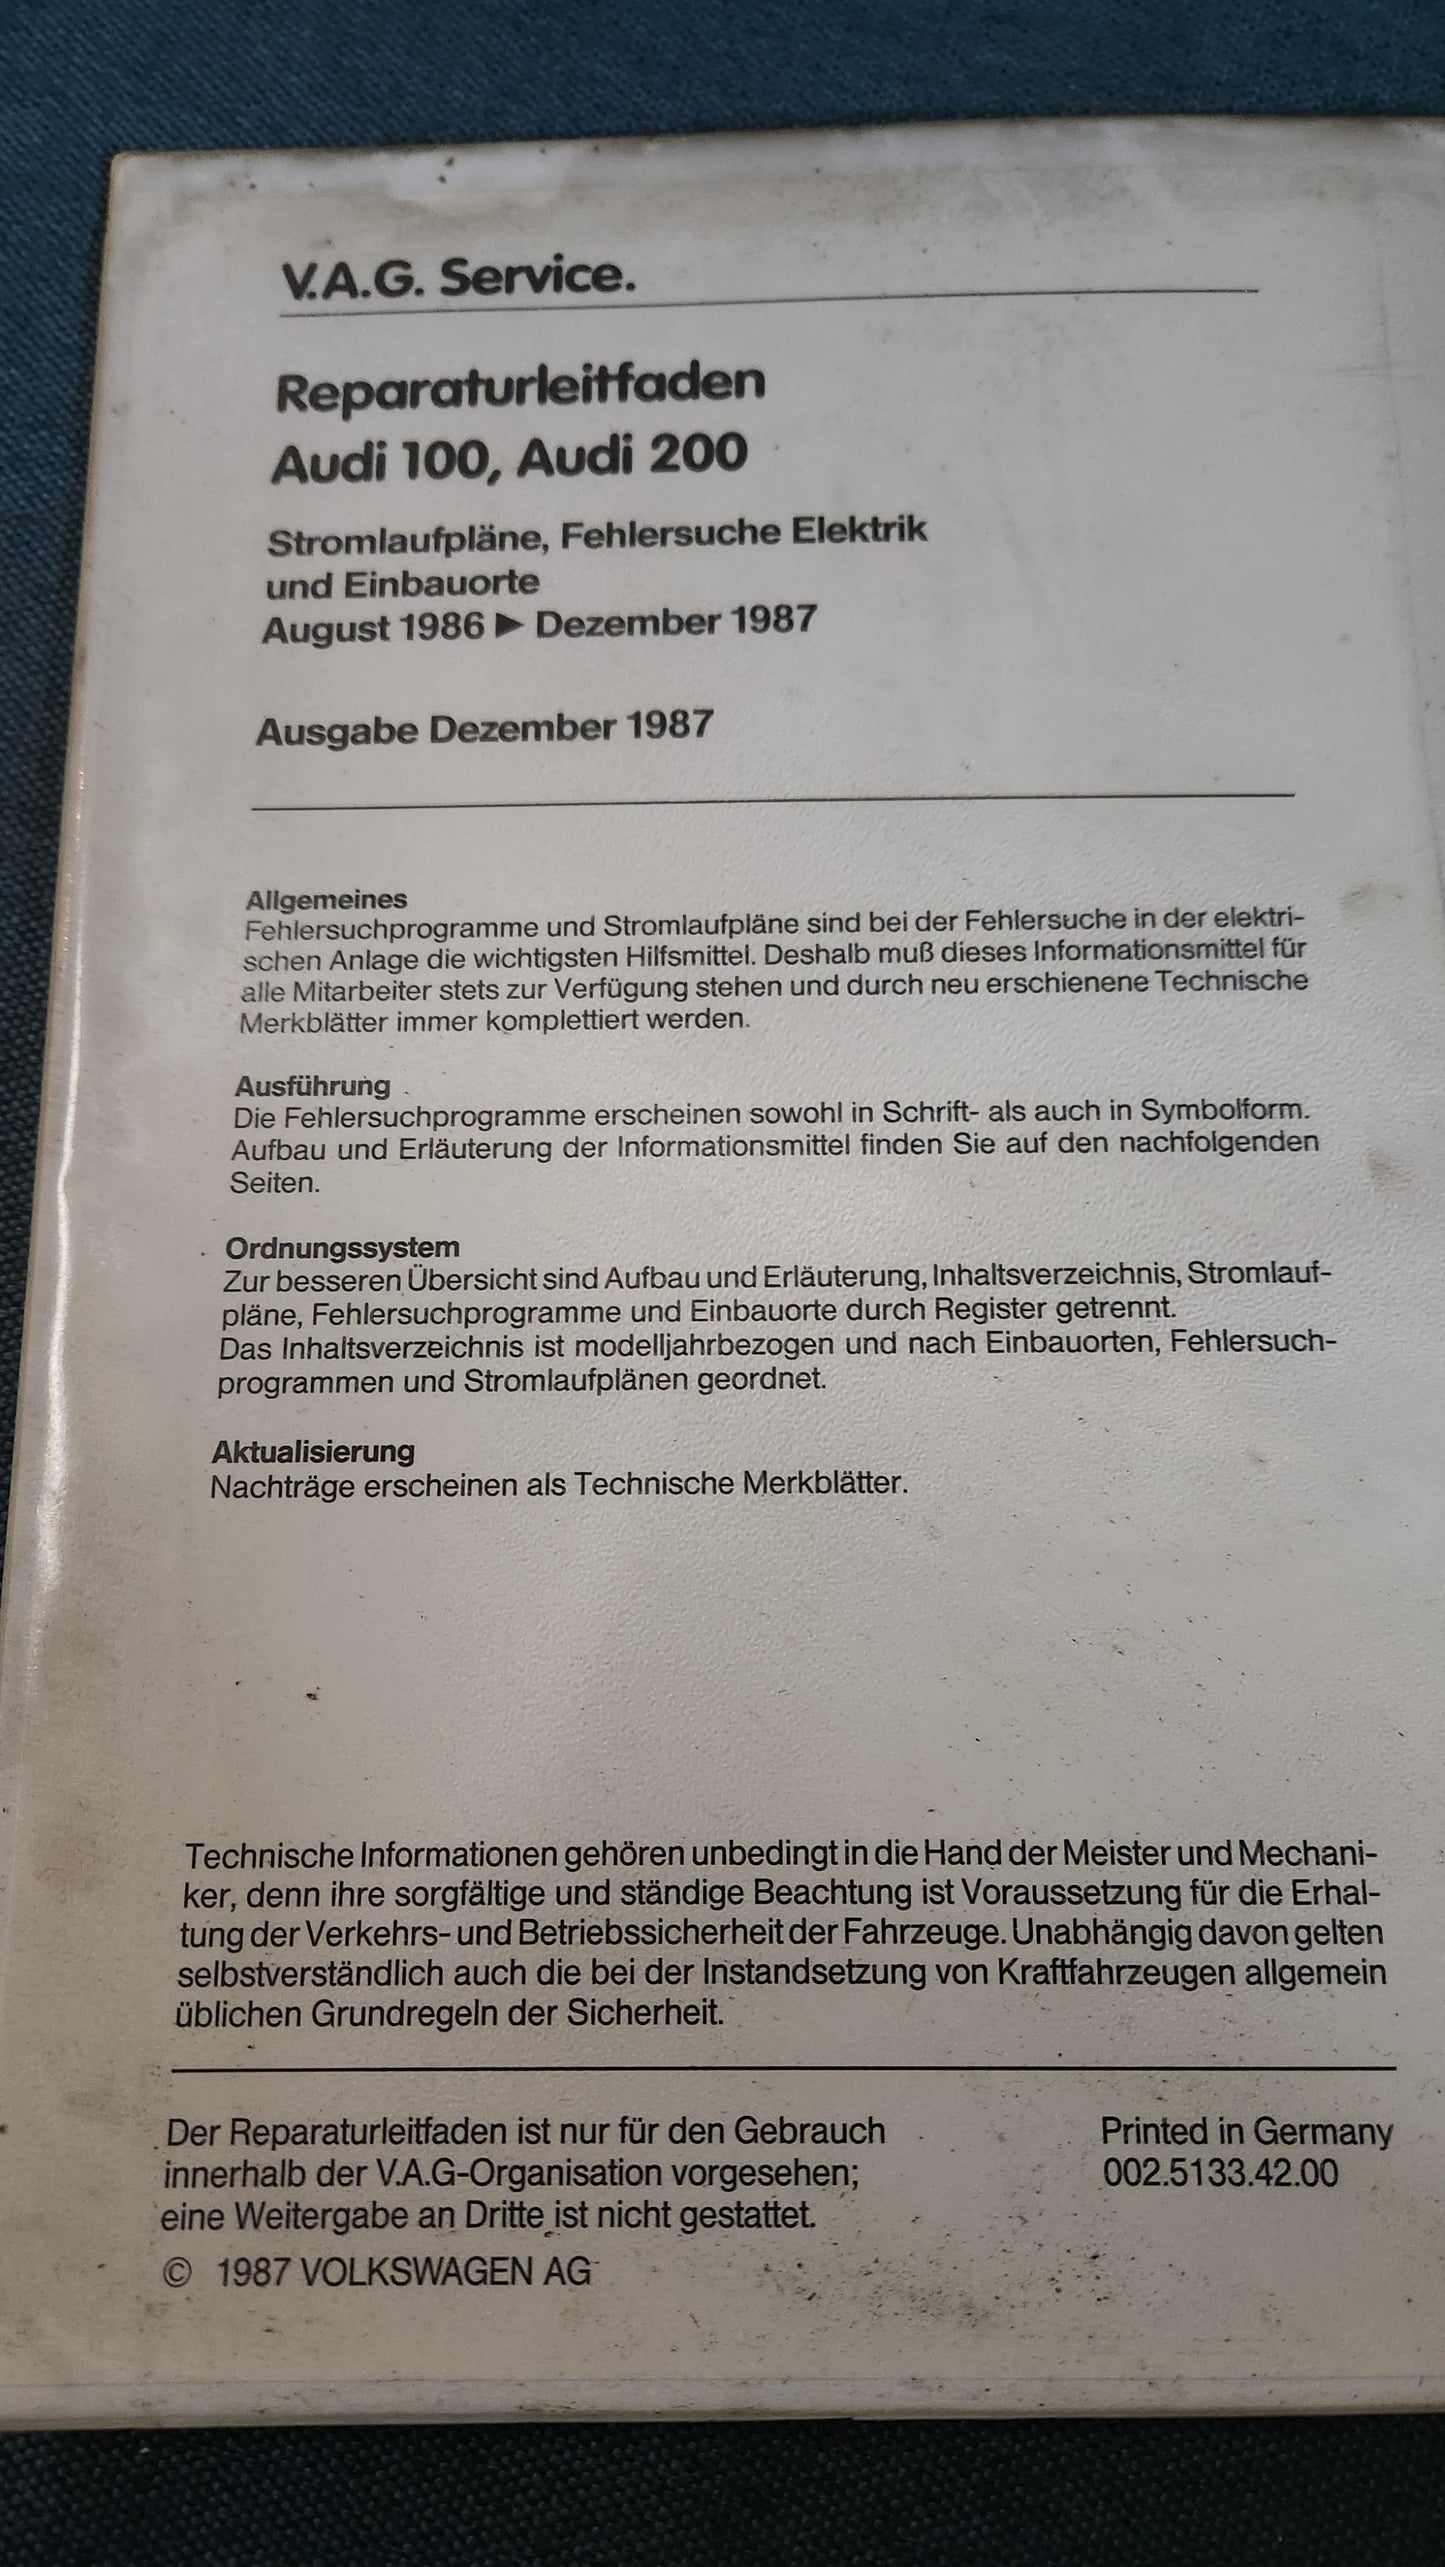 V.A.G. Service.
Reparaturleitfaden
Audi 100, Audi 200
Stromlaufpläne, Fehlersuche Elektrik
und Einbauorte
August 1986 ▶ Dezember 1987
Ausgabe Dezember 1987
Allgemeines
Fehlersuchprogramme und Stromlaufpläne sind bei der Fehlersuche in der elektri-
schen Anlage die wichtigsten Hilfsmittel. Deshalb muß dieses Informationsmittel für
alle Mitarbeiter stets zur Verfügung stehen und durch neu erschienene Technische
Merkblätter immer komplettiert werden.
Ausführung
Die Fehlersuchprogramme erscheinen sowohl in Schrift- als auch in Symbolform.
Aufbau und Erläuterung der Informationsmittel finden Sie auf den nachfolgenden
Seiten.
Ordnungssystem
Zur besseren Übersicht sind Aufbau und Erläuterung, Inhaltsverzeichnis, Stromlauf-
pläne, Fehlersuchprogramme und Einbauorte durch Register getrennt.
Das Inhaltsverzeichnis ist modelljahrbezogen und nach Einbauorten, Fehlersuch-
programmen und Stromlaufplänen geordnet.
Aktualisierung
Nachträge erscheinen als Technische Merkblätter.
Technische Informationen gehören unbedingt in die Hand der Meister und Mechani-
ker, denn ihre sorgfältige und ständige Beachtung ist Voraussetzung für die Erhal-
tung der Verkehrs- und Betriebssicherheit der Fahrzeuge. Unabhängig davon gelten
selbstverständlich auch die bei der Instandsetzung von Kraftfahrzeugen allgemein
üblichen Grundregeln der Sicherheit.
Der Reparaturleitfaden ist nur für den Gebrauch
innerhalb der V.A.G-Organisation vorgesehen;
eine Weitergabe an Dritte ist nicht gestattet.
© 1987 VOLKSWAGEN AG
Printed in Germany
002.5133.42.00